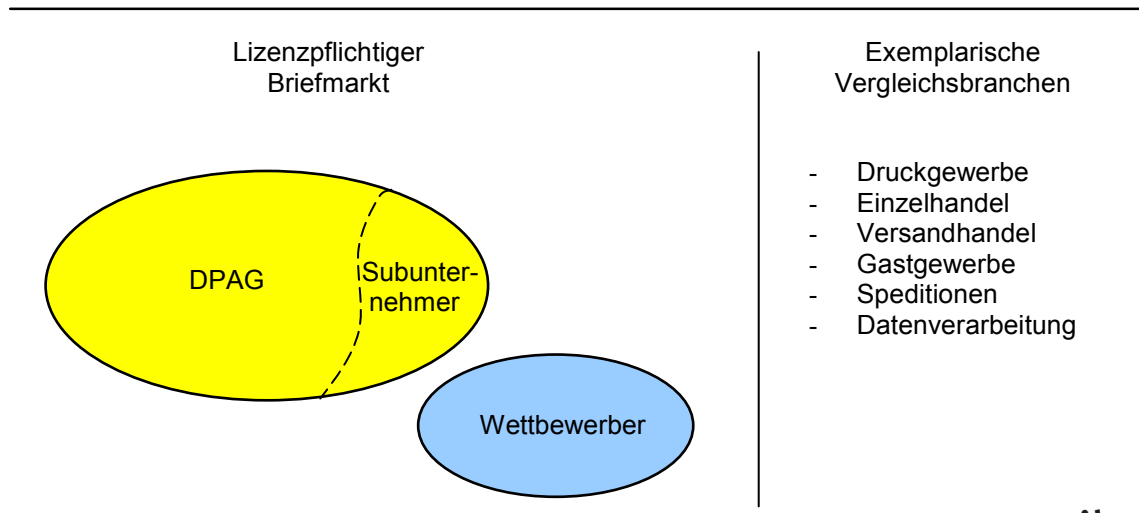 Lizenzpflichtiger
Briefmarkt
DPAG
Subunter-
nehmer
Wettbewerber
Exemplarische
Vergleichsbranchen
- Druckgewerbe
- Einzelhandel
- Versandhandel
- Gastgewerbe
- Speditionen
- Datenverarbeitung